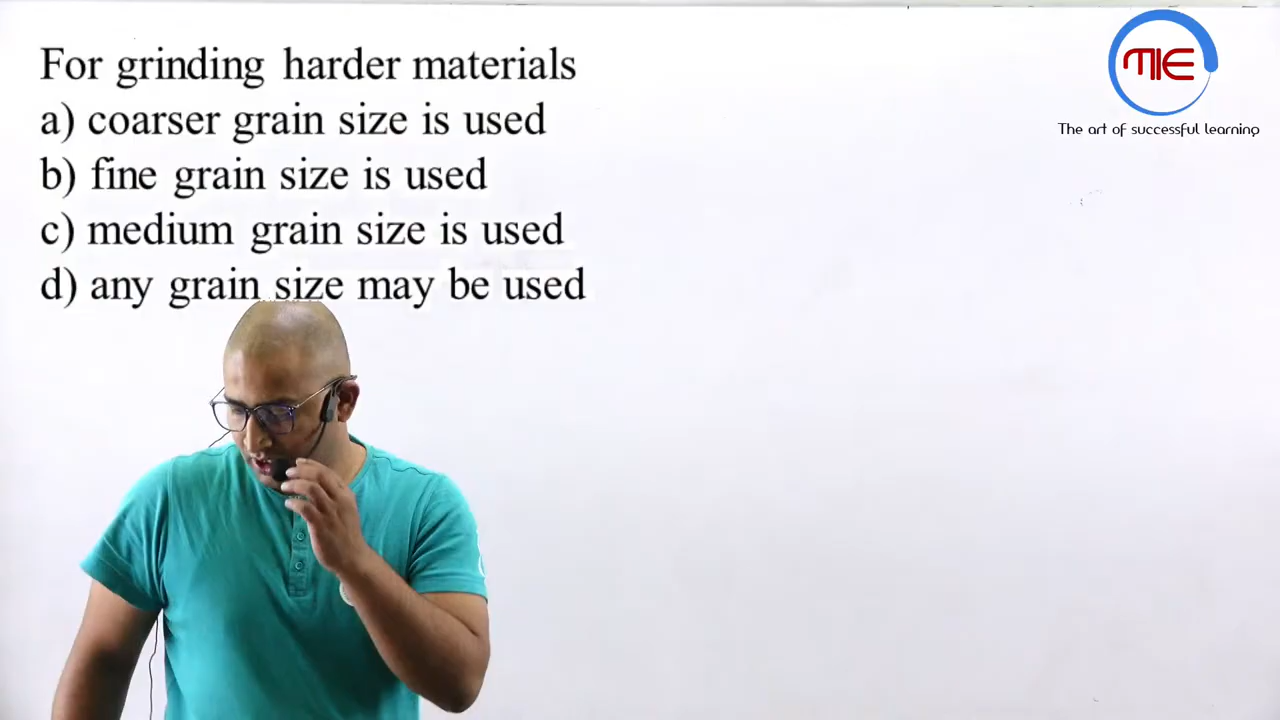 For grinding harder materials
a) coarser grain size is used
b) fine grain size is used
c) medium grain size is used
d) any grain size may be used
MIE
The art of successful learning